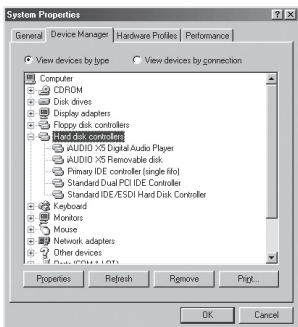 System Properties
General Device Manager Hardware Profiles Performance
View devices by type View devices by connection
Computer
CDROM
Disk drives
Display adapters
Floppy disk controllers
Hard disk controllers
iAUDIO X5 Digital Audio Player
iAUDIO X5 Removable disk
Primary IDE controller (single fifo)
Standard Dual PCI IDE Controller
Standard IDE/ESDI Hard Disk Controller
Keyboard
Monitors
Mouse
Network adapters
Other devices
Ports (COM & LPT)
Properties Refresh Remove Print...
OK Cancel